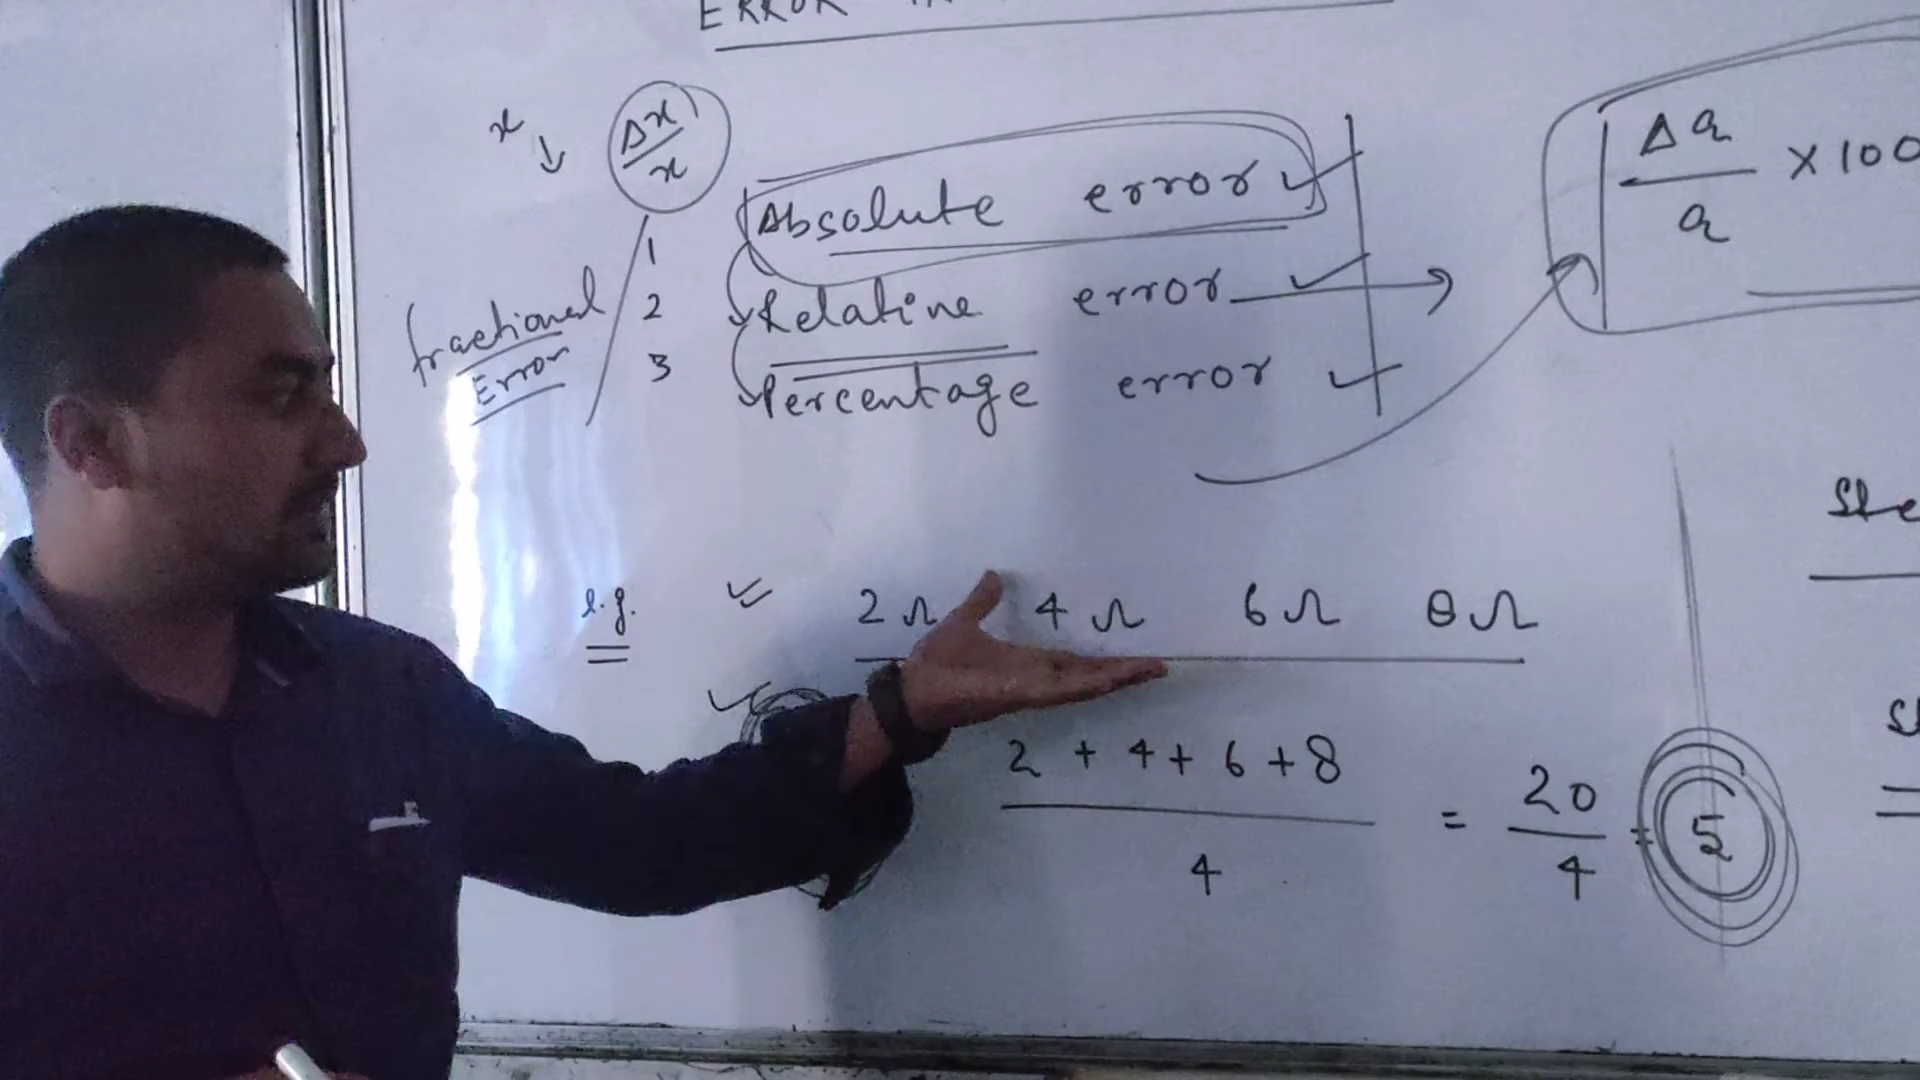 ERROR
x ↓ Δx/x
1 Absolute error ✓
2 Relative error ✓ →
3 Percentage error ✓
fractional
Error
Δa/a × 100
e.g. 2Ω 4Ω 6Ω 8Ω
2 + 4 + 6 + 8 / 4 = 20/4 = 5